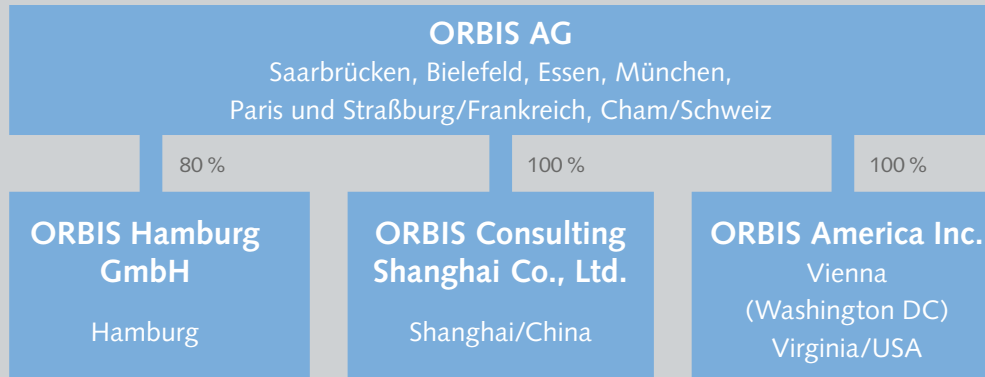 ORBIS AG
Saarbrücken, Bielefeld, Essen, München,
Paris und Straßburg/Frankreich, Cham/Schweiz
80 %
100 %
100 %
ORBIS Hamburg
GmbH
Hamburg
ORBIS Consulting
Shanghai Co., Ltd.
Shanghai/China
ORBIS America Inc.
Vienna
(Washington DC)
Virginia/USA